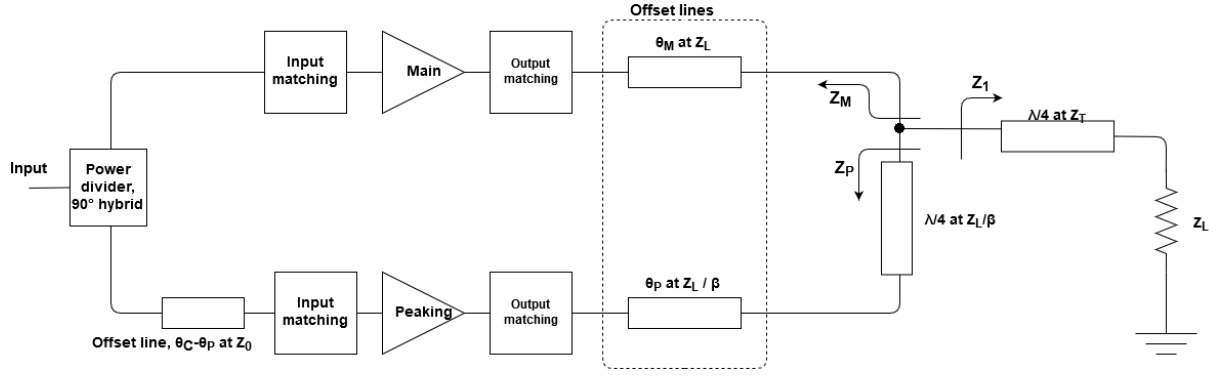 Offset lines
θM at ZL
Input
matching
Main
Output
matching
ZM
Z1
λ/4 at ZT
Input
Power
divider,
90° hybrid
ZP
λ/4 at ZL/β
ZL
Input
matching
Peaking
Output
matching
θP at ZL / β
Offset line, θC-θP at Z0